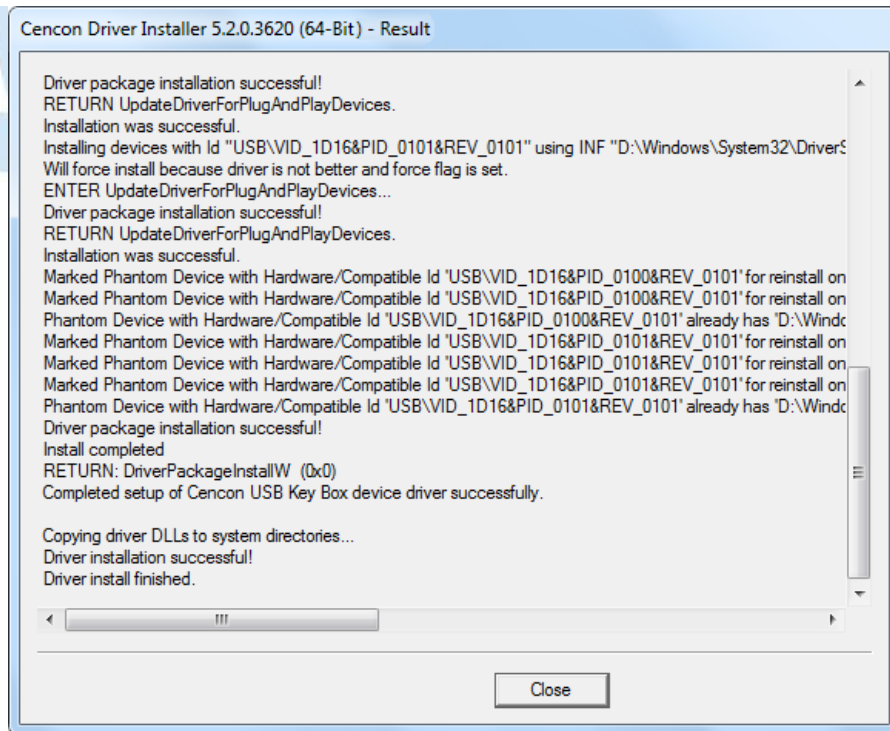 Cencon Driver Installer 5.2.0.3620 (64-Bit) - Result
Driver package installation successful!
RETURN UpdateDriverForPlugAndPlayDevices.
Installation was successful.
Installing devices with Id "USB\VID_1D16&PID_0101&REV_0101" using INF "D:\Windows\System32\DriverS
Will force install because driver is not better and force flag is set.
ENTER UpdateDriverForPlugAndPlayDevices...
Driver package installation successful!
RETURN UpdateDriverForPlugAndPlayDevices.
Installation was successful.
Marked Phantom Device with Hardware/Compatible Id 'USB\VID_1D16&PID_0100&REV_0101' for reinstall on
Marked Phantom Device with Hardware/Compatible Id 'USB\VID_1D16&PID_0100&REV_0101' for reinstall on
Phantom Device with Hardware/Compatible Id 'USB\VID_1D16&PID_0100&REV_0101' already has 'D:\Windo
Marked Phantom Device with Hardware/Compatible Id 'USB\VID_1D16&PID_0101&REV_0101' for reinstall on
Marked Phantom Device with Hardware/Compatible Id 'USB\VID_1D16&PID_0101&REV_0101' for reinstall on
Marked Phantom Device with Hardware/Compatible Id 'USB\VID_1D16&PID_0101&REV_0101' for reinstall on
Phantom Device with Hardware/Compatible Id 'USB\VID_1D16&PID_0101&REV_0101' already has 'D:\Windo
Driver package installation successful!
Install completed
RETURN: DriverPackageInstallW  (0x0)
Completed setup of Cencon USB Key Box device driver successfully.
Copying driver DLLs to system directories...
Driver installation successful!
Driver install finished.
Close